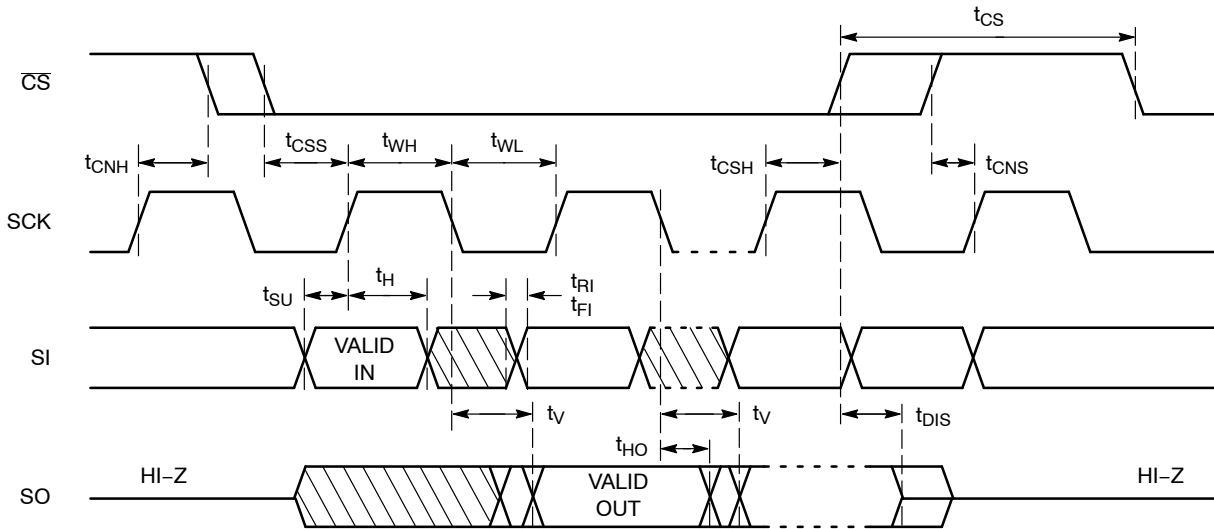 tCS
CS
tCNH
tCSS
tWH
tWL
tCSH
tCNS
SCK
tSU
tH
tRI
tFI
SI
VALID
IN
tV
tV
tDIS
tHO
SO
HI–Z
VALID
OUT
HI–Z